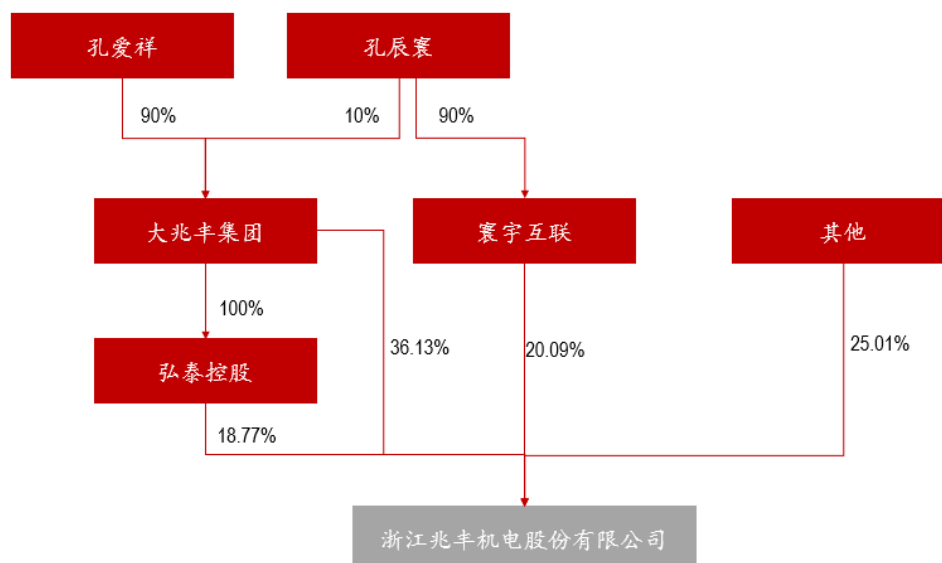 孔爱祥
孔辰寰
90%
10%
90%
大兆丰集团
寰宇互联
其他
100%
36.13%
20.09%
25.01%
弘泰控股
18.77%
浙江兆丰机电股份有限公司